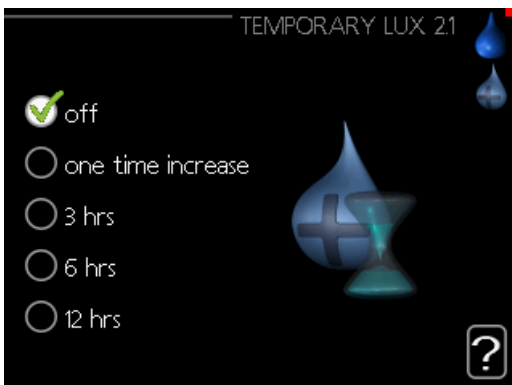 TEMPORARY LUX 2.1
off
one time increase
3 hrs
6 hrs
12 hrs
?